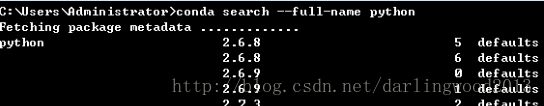 C:\Users\Administrator>conda search --full-name python
Fetching package metadata .............
python 2.6.8 5 defaults
2.6.8 6 defaults
2.6.9 0 defaults
http://blog.csdn.net/darlingwood2013
2.6.9 1 defaults
2.7.3 2 defaults